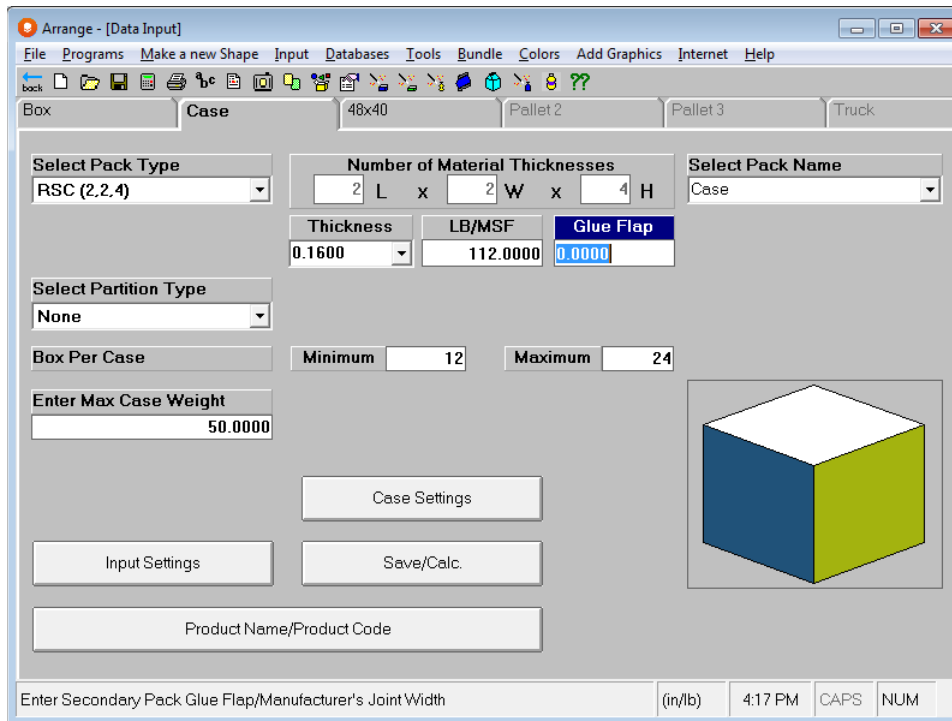 Arrange - [Data Input]
File Programs Make a new Shape Input Databases Tools Bundle Colors Add Graphics Internet Help
back abc ??
Box Case 48x40 Pallet 2 Pallet 3 Truck
Select Pack Type Number of Material Thicknesses Select Pack Name
RSC (2,2,4) 2 L x 2 W x 4 H Case
Thickness LB/MSF Glue Flap
0.1600 112.0000 0.0000
Select Partition Type
None
Box Per Case Minimum 12 Maximum 24
Enter Max Case Weight
50.0000
Case Settings
Input Settings Save/Calc.
Product Name/Product Code
Enter Secondary Pack Glue Flap/Manufacturer's Joint Width (in/lb) 4:17 PM CAPS NUM